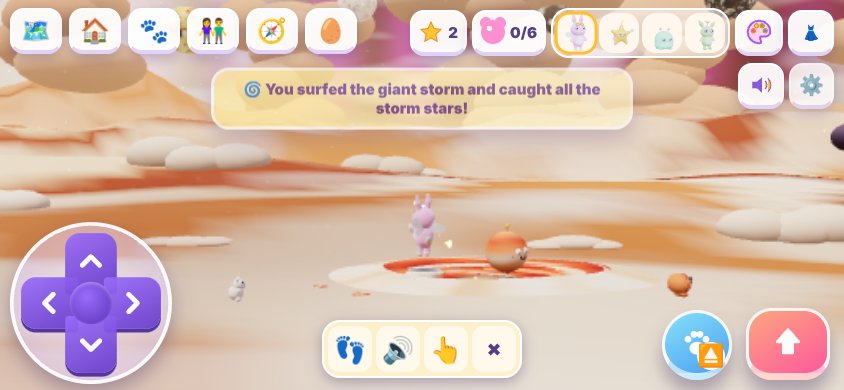 2
0/6
🌀 You surfed the giant storm and caught all the
storm stars!